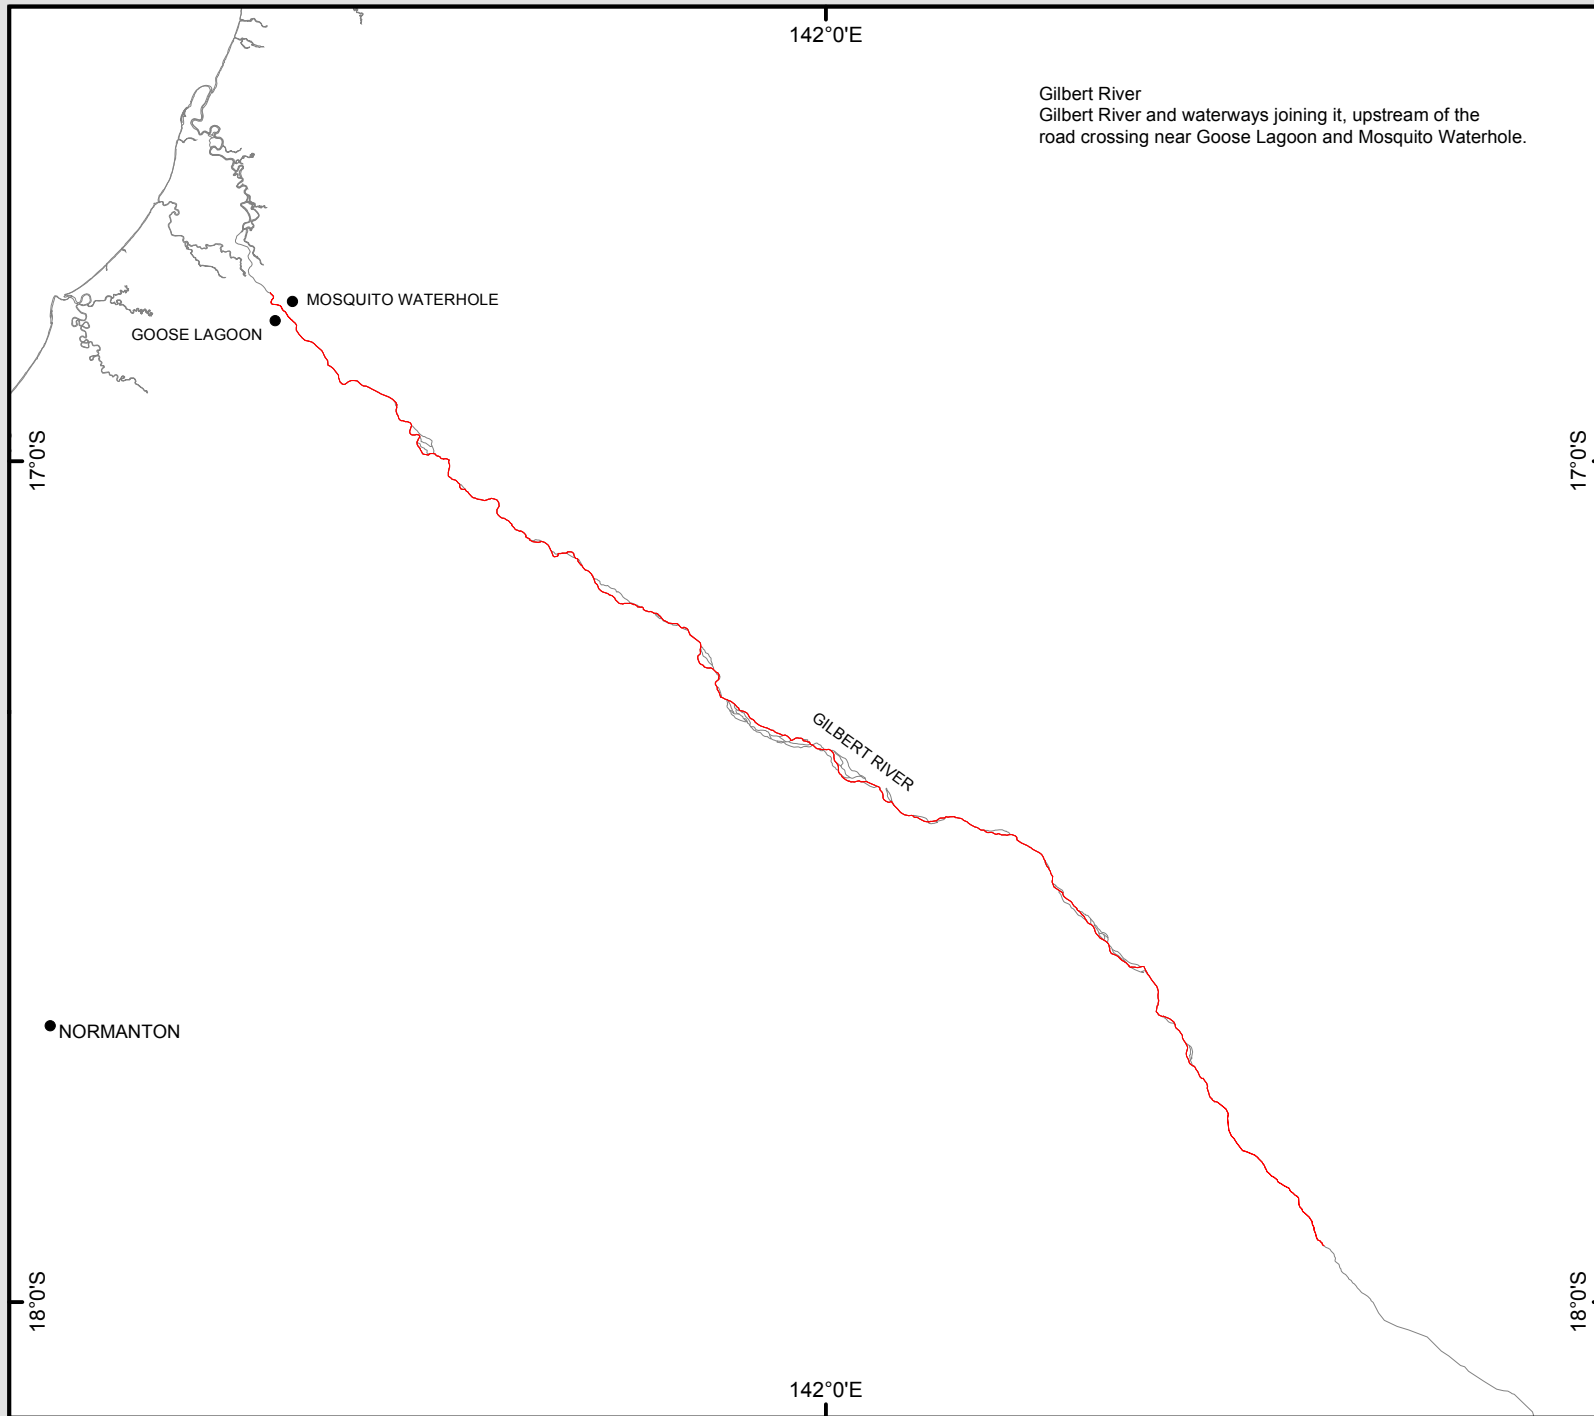 142°0'E
Gilbert River
Gilbert River and waterways joining it, upstream of the
road crossing near Goose Lagoon and Mosquito Waterhole.
MOSQUITO WATERHOLE
GOOSE LAGOON
17°0'S
17°0'S
GILBERT RIVER
NORMANTON
18°0'S
18°0'S
142°0'E